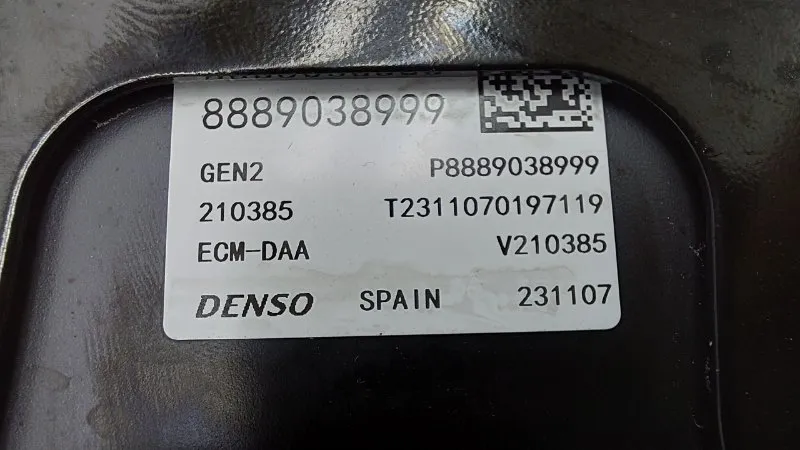 8889038999
GEN2 P8889038999
210385 T2311070197119
ECM-DAA V210385
DENSO SPAIN 231107